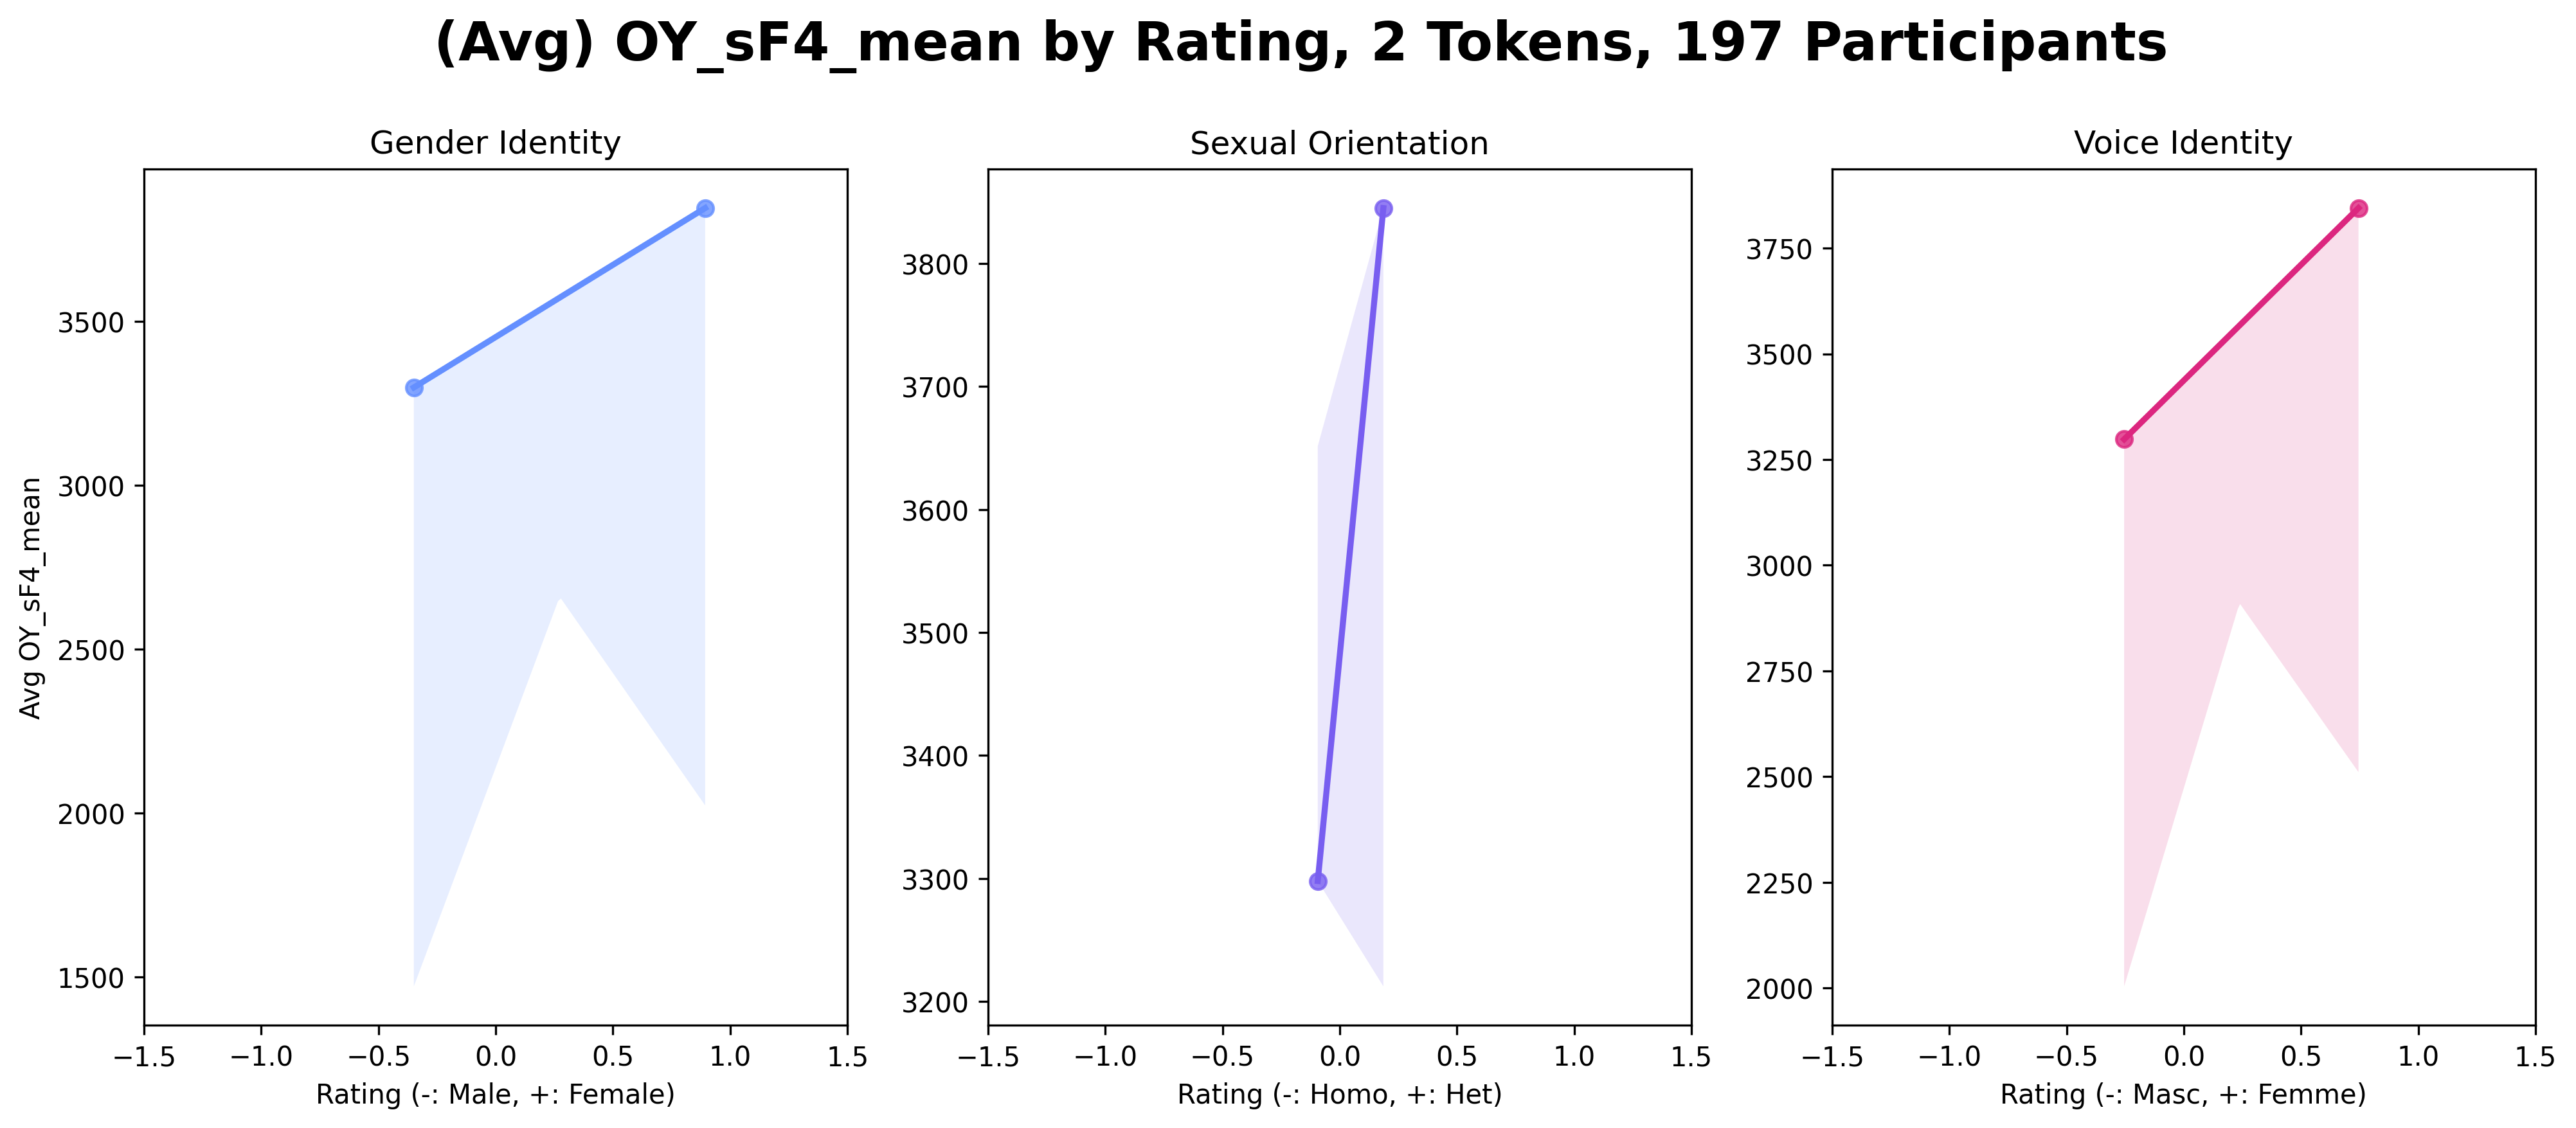 (Avg) OY_sF4_mean by Rating, 2 Tokens, 197 Participants
Gender Identity
Avg OY_sF4_mean
3500
3000
2500
2000
1500
−1.5 −1.0 −0.5 0.0 0.5 1.0 1.5
Rating (-: Male, +: Female)
Sexual Orientation
3800
3700
3600
3500
3400
3300
3200
−1.5 −1.0 −0.5 0.0 0.5 1.0 1.5
Rating (-: Homo, +: Het)
Voice Identity
3750
3500
3250
3000
2750
2500
2250
2000
−1.5 −1.0 −0.5 0.0 0.5 1.0 1.5
Rating (-: Masc, +: Femme)